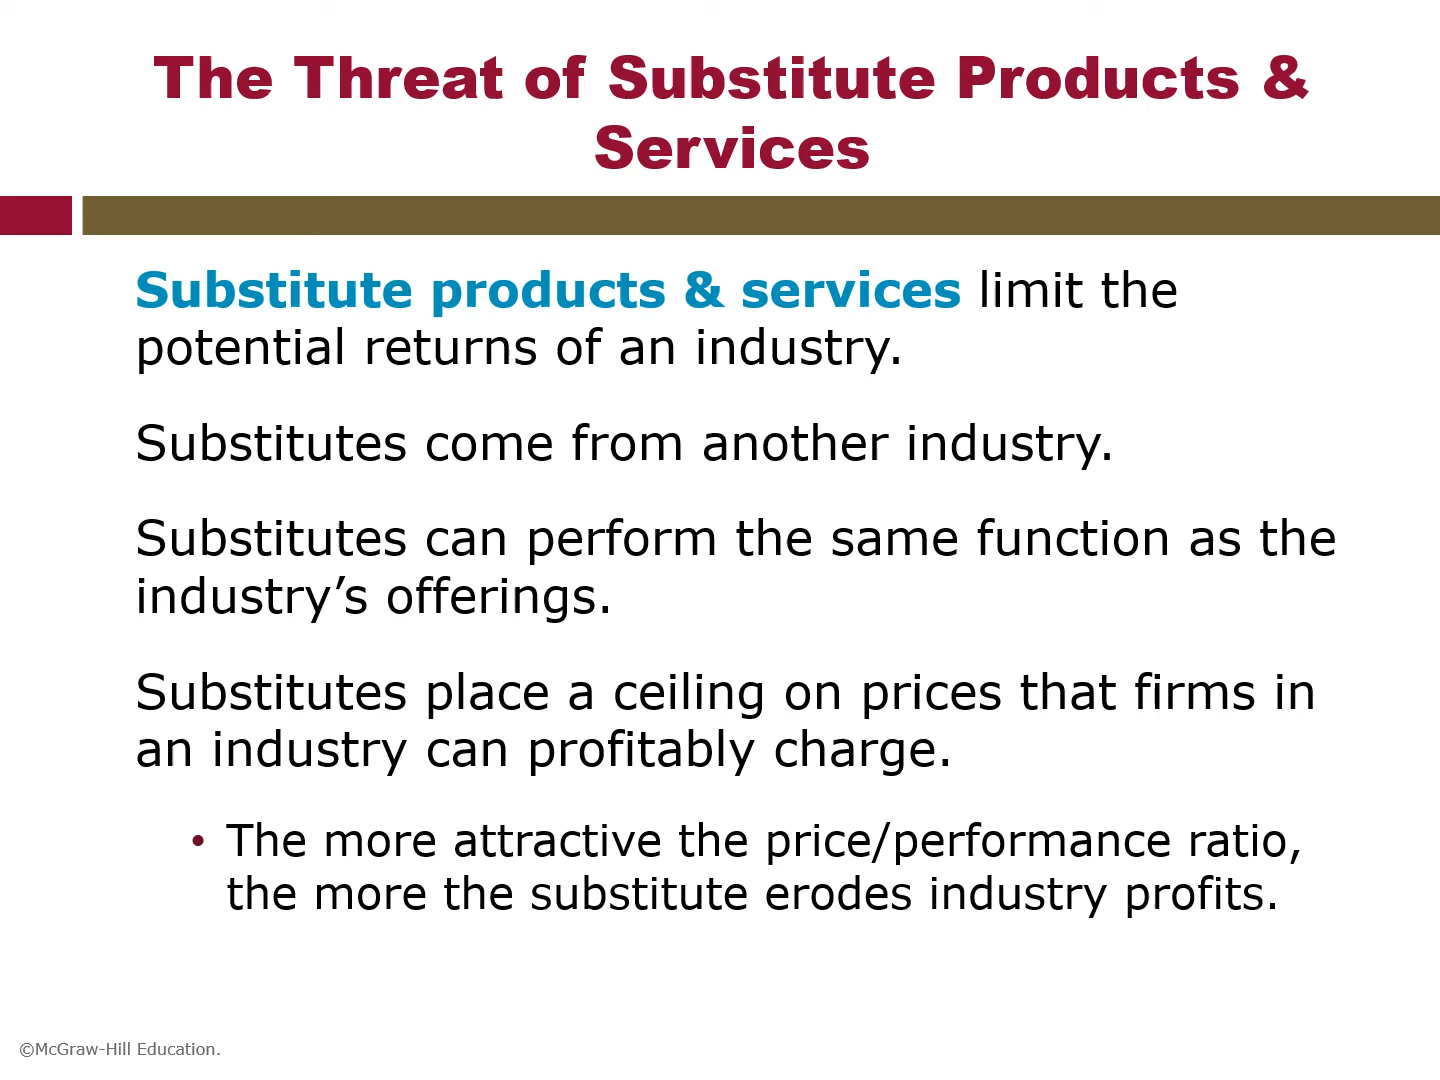 The Threat of Substitute Products &
Services
Substitute products & services limit the
potential returns of an industry.
Substitutes come from another industry.
Substitutes can perform the same function as the
industry’s offerings.
Substitutes place a ceiling on prices that firms in
an industry can profitably charge.
• The more attractive the price/performance ratio,
the more the substitute erodes industry profits.
©McGraw-Hill Education.